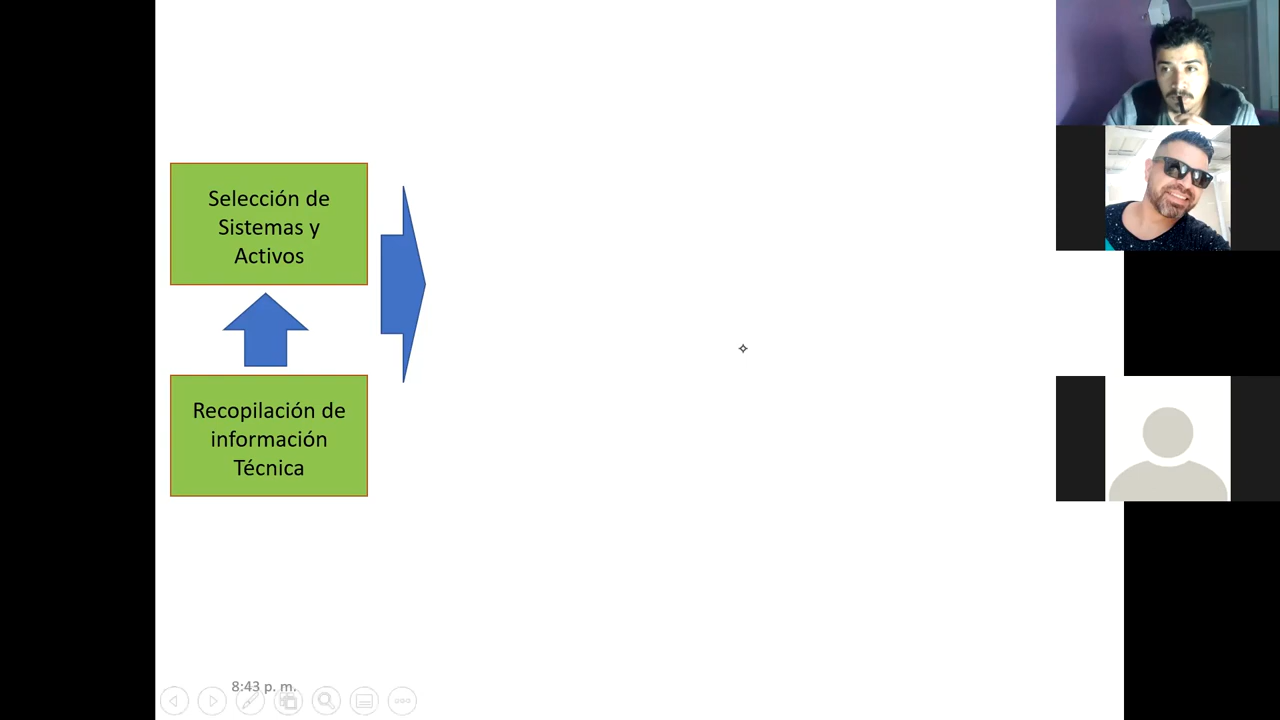 Selección de
Sistemas y
Activos
Recopilación de
información
Técnica
8:43 p. m.